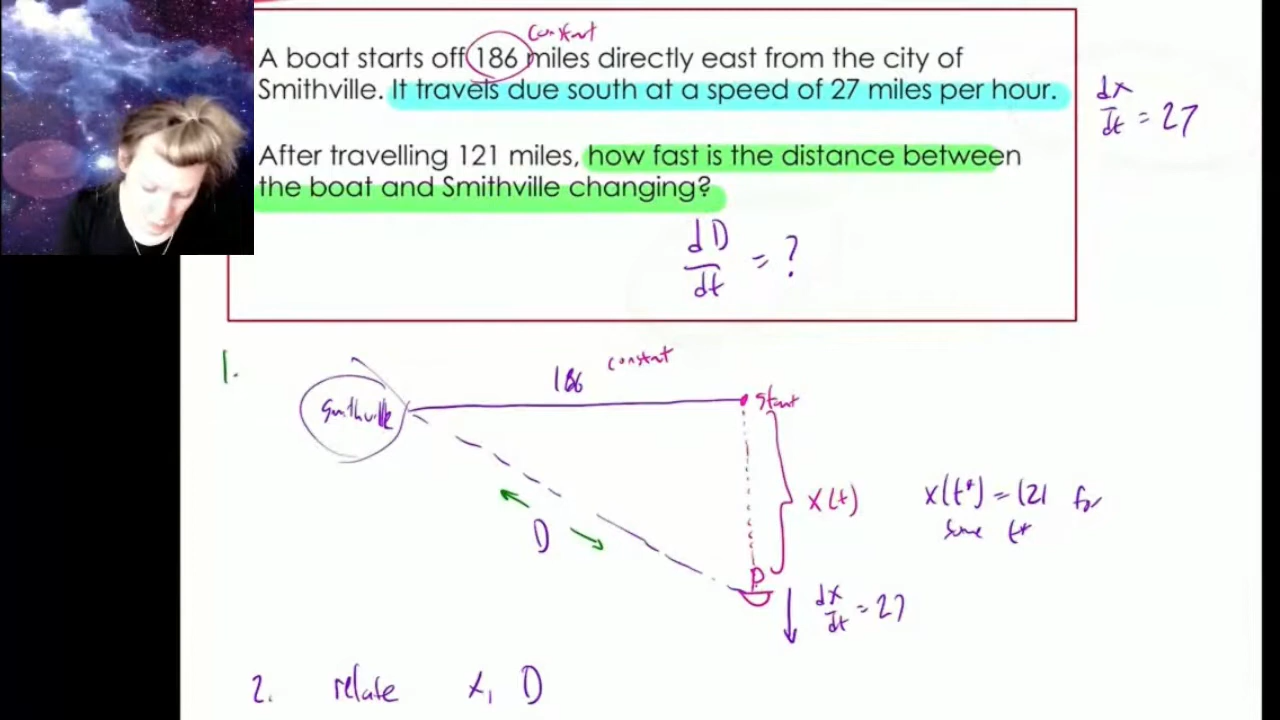 constant
A boat starts off 186 miles directly east from the city of
Smithville. It travels due south at a speed of 27 miles per hour.
dx/dt = 27
After travelling 121 miles, how fast is the distance between
the boat and Smithville changing?
dD/dt = ?
1.
186 constant
Smithville
start
D
x(t)
x(t*) = 121 for
some t*
P
dx/dt = 27
2. relate x, D